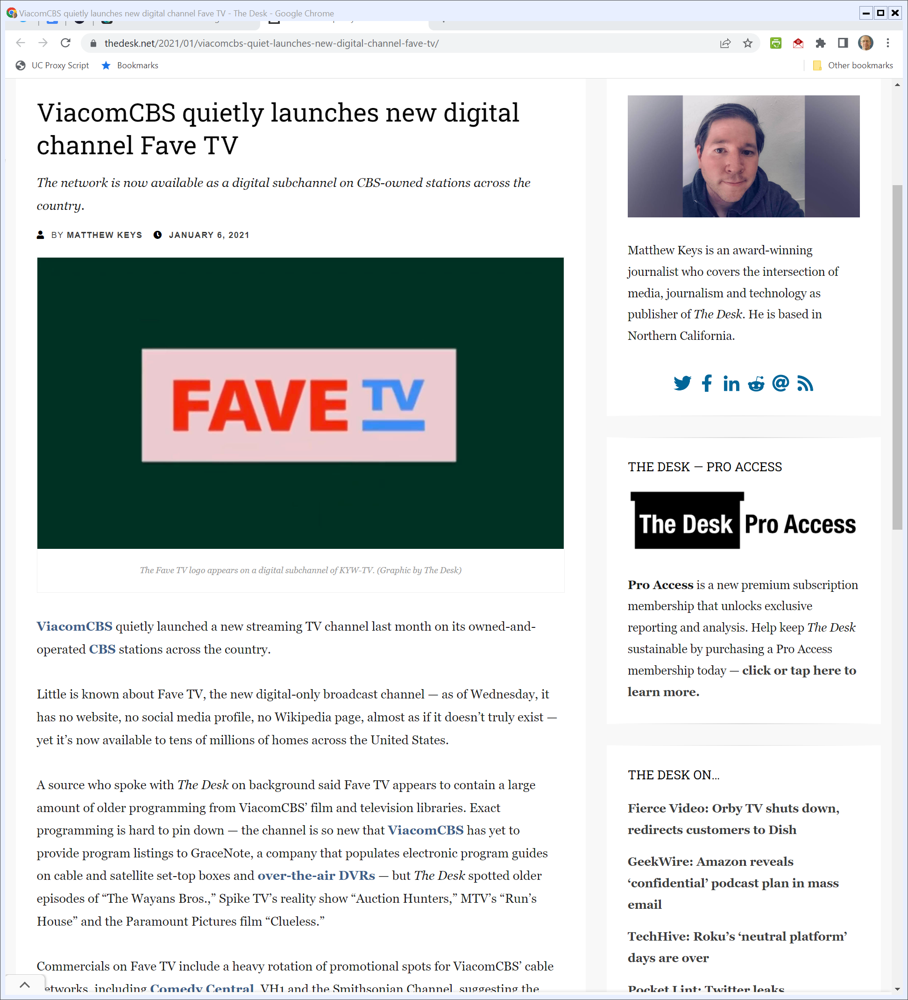 ViacomCBS quietly launches new digital channel Fave TV - The Desk - Google Chrome
thedesk.net/2021/01/viacomcbs-quiet-launches-new-digital-channel-fave-tv/
UC Proxy Script Bookmarks Other bookmarks
ViacomCBS quietly launches new digital
channel Fave TV
The network is now available as a digital subchannel on CBS-owned stations across the
country.
BY MATTHEW KEYS JANUARY 6, 2021
FAVE TV
The Fave TV logo appears on a digital subchannel of KYW-TV. (Graphic by The Desk)
ViacomCBS quietly launched a new streaming TV channel last month on its owned-and-
operated CBS stations across the country.
Little is known about Fave TV, the new digital-only broadcast channel — as of Wednesday, it
has no website, no social media profile, no Wikipedia page, almost as if it doesn’t truly exist —
yet it’s now available to tens of millions of homes across the United States.
A source who spoke with The Desk on background said Fave TV appears to contain a large
amount of older programming from ViacomCBS’ film and television libraries. Exact
programming is hard to pin down — the channel is so new that ViacomCBS has yet to
provide program listings to GraceNote, a company that populates electronic program guides
on cable and satellite set-top boxes and over-the-air DVRs — but The Desk spotted older
episodes of “The Wayans Bros.,” Spike TV’s reality show “Auction Hunters,” MTV’s “Run’s
House” and the Paramount Pictures film “Clueless.”
Commercials on Fave TV include a heavy rotation of promotional spots for ViacomCBS’ cable
networks, including Comedy Central, VH1 and the Smithsonian Channel, suggesting the
Matthew Keys is an award-winning
journalist who covers the intersection of
media, journalism and technology as
publisher of The Desk. He is based in
Northern California.
THE DESK — PRO ACCESS
The Desk Pro Access
Pro Access is a new premium subscription
membership that unlocks exclusive
reporting and analysis. Help keep The Desk
sustainable by purchasing a Pro Access
membership today — click or tap here to
learn more.
THE DESK ON...
Fierce Video: Orby TV shuts down,
redirects customers to Dish
GeekWire: Amazon reveals
‘confidential’ podcast plan in mass
email
TechHive: Roku’s ‘neutral platform’
days are over
Pocket Lint: Twitter leaks